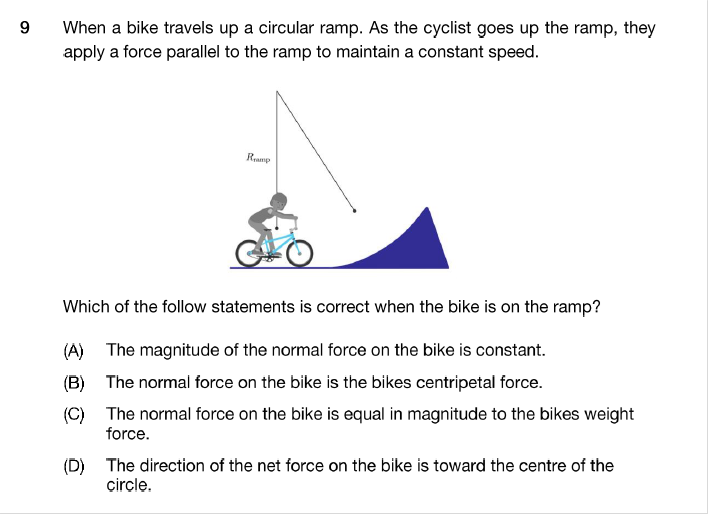 9 When a bike travels up a circular ramp. As the cyclist goes up the ramp, they
apply a force parallel to the ramp to maintain a constant speed.
Rramp
Which of the follow statements is correct when the bike is on the ramp?
(A) The magnitude of the normal force on the bike is constant.
(B) The normal force on the bike is the bikes centripetal force.
(C) The normal force on the bike is equal in magnitude to the bikes weight
force.
(D) The direction of the net force on the bike is toward the centre of the
circle.